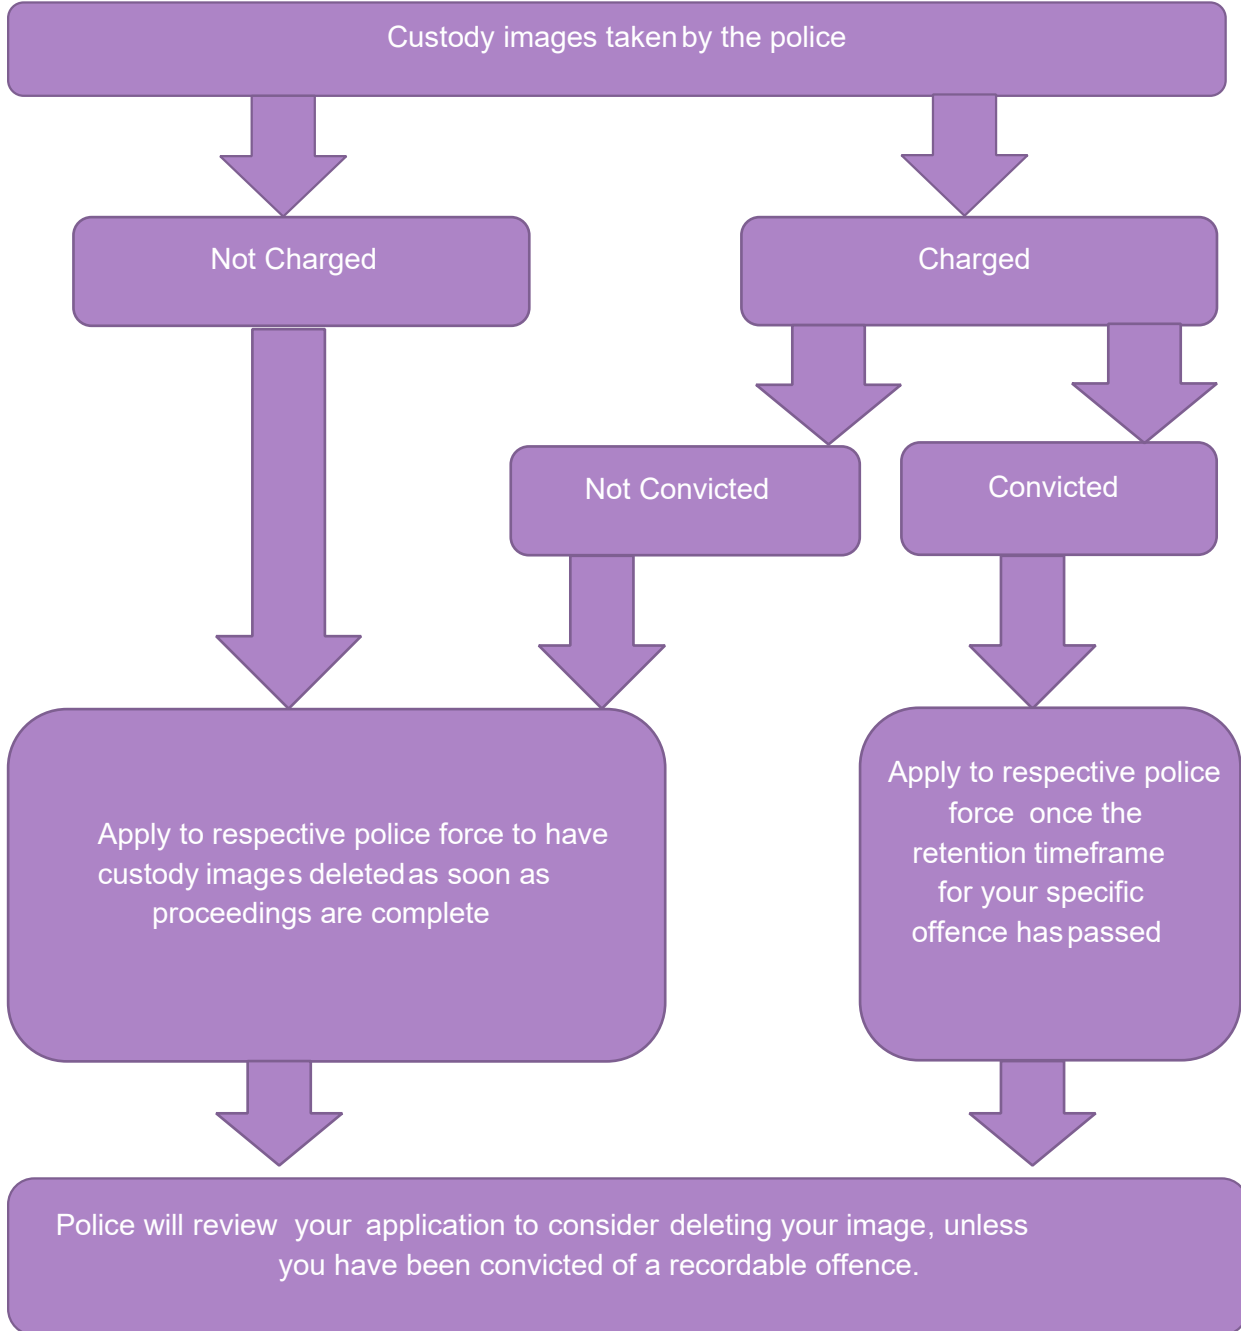 Custody images taken by the police
Not Charged
Charged
Not Convicted
Convicted
Apply to respective police force to have
custody images deleted as soon as
proceedings are complete
Apply to respective police
force once the
retention timeframe
for your specific
offence has passed
Police will review your application to consider deleting your image, unless
you have been convicted of a recordable offence.